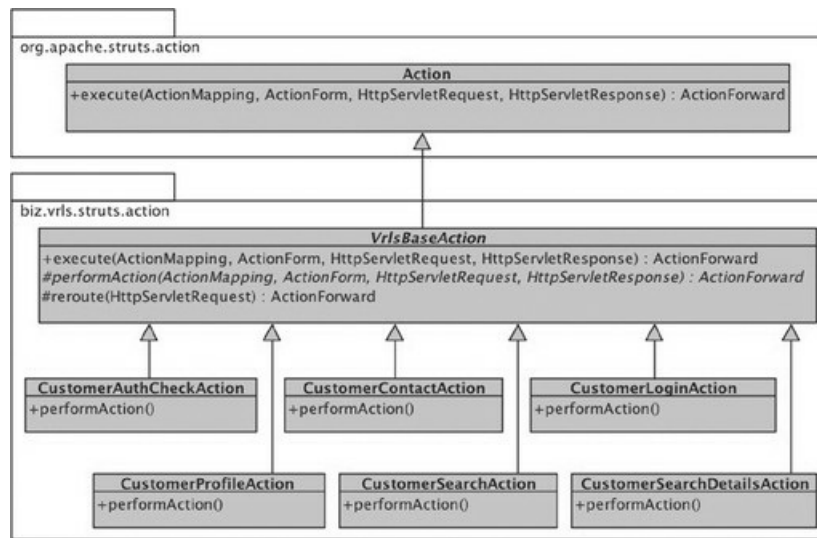 org.apache.struts.action
Action
+execute(ActionMapping, ActionForm, HttpServletRequest, HttpServletResponse) : ActionForward
biz.vrls.struts.action
VrlsBaseAction
+execute(ActionMapping, ActionForm, HttpServletRequest, HttpServletResponse) : ActionForward
#performAction(ActionMapping, ActionForm, HttpServletRequest, HttpServletResponse) : ActionForward
#reroute(HttpServletRequest) : ActionForward
CustomerAuthCheckAction
+performAction()
CustomerContactAction
+performAction()
CustomerLoginAction
+performAction()
CustomerProfileAction
+performAction()
CustomerSearchAction
+performAction()
CustomerSearchDetailsAction
+performAction()